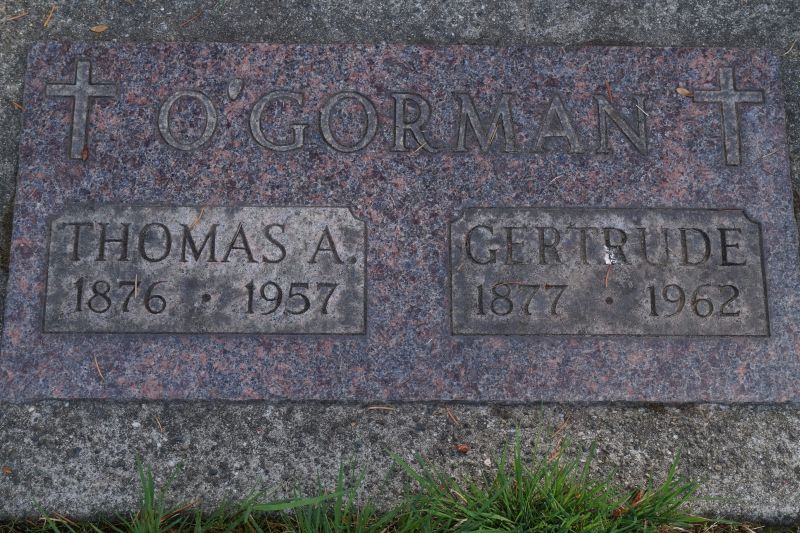 O'GORMAN
THOMAS A.
1876 · 1957
GERTRUDE
1877 · 1962